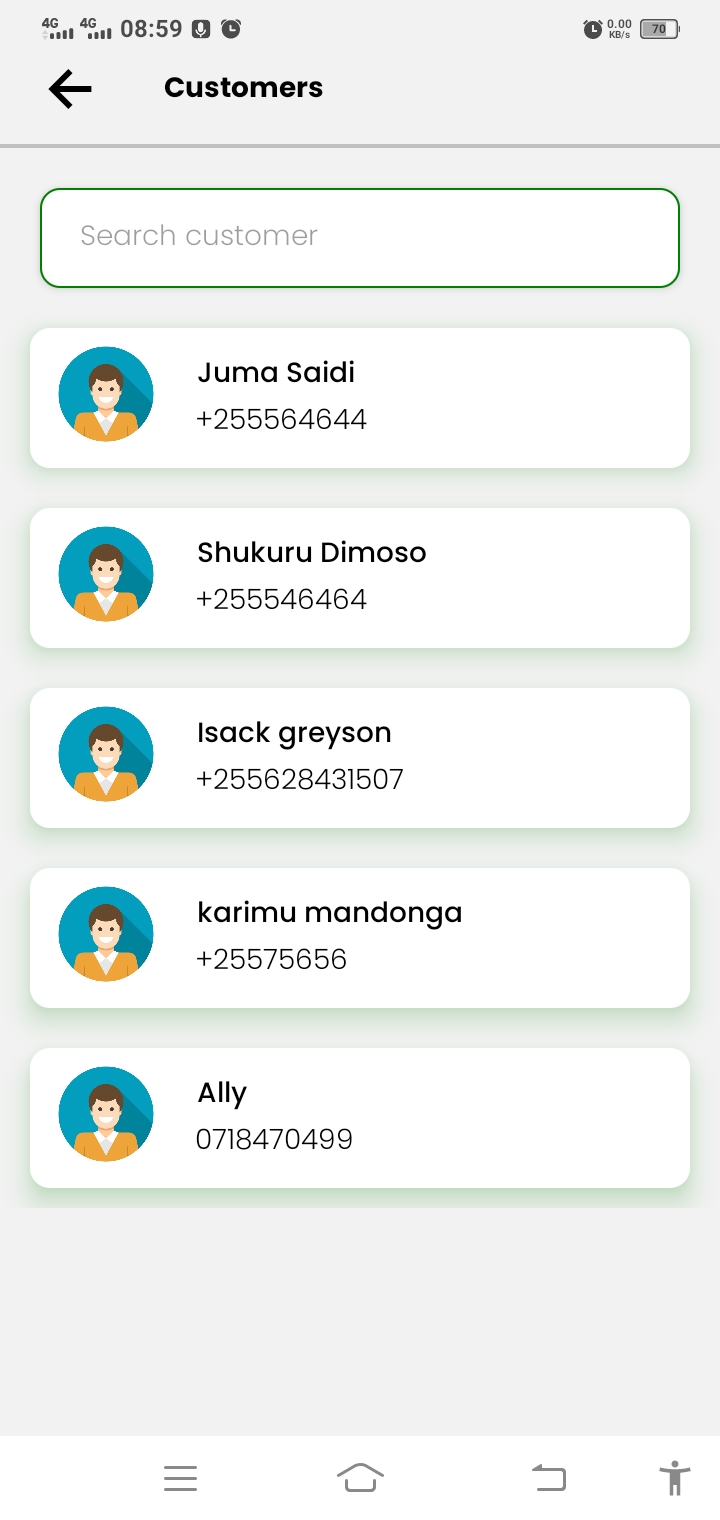 4G 4G 08:59 0.00 KB/s 70
Customers
Search customer
Juma Saidi
+255564644
Shukuru Dimoso
+255546464
Isack greyson
+255628431507
karimu mandonga
+25575656
Ally
0718470499